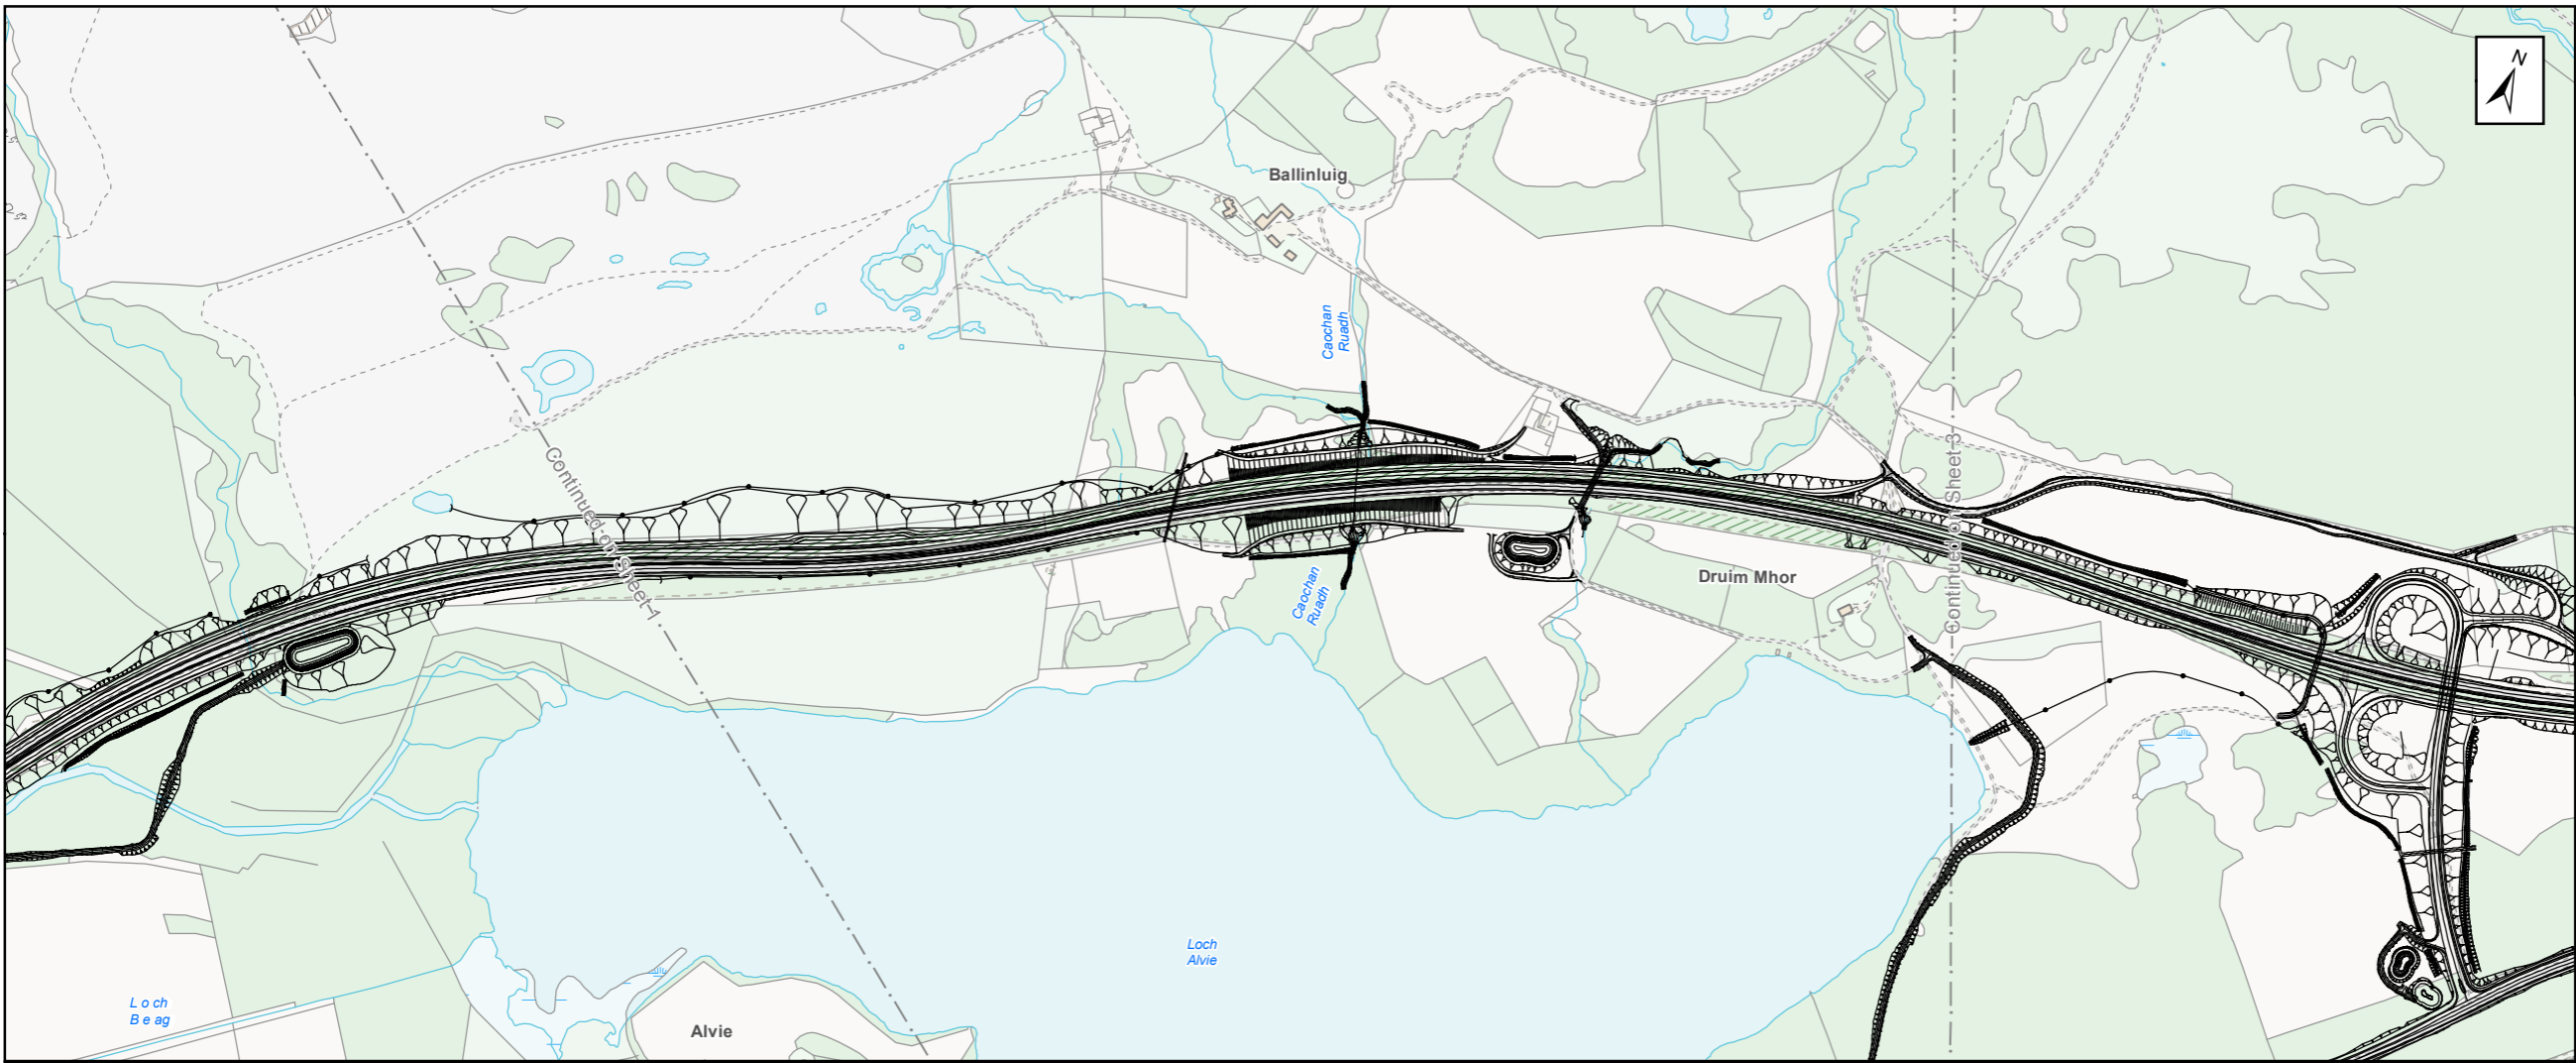 N
Ballinluig
Caochan
Ruadh
Continued on Sheet 1
Continued on Sheet 3
Druim Mhor
Caochan
Ruadh
Loch
Alvie
Loch
Beag
Alvie